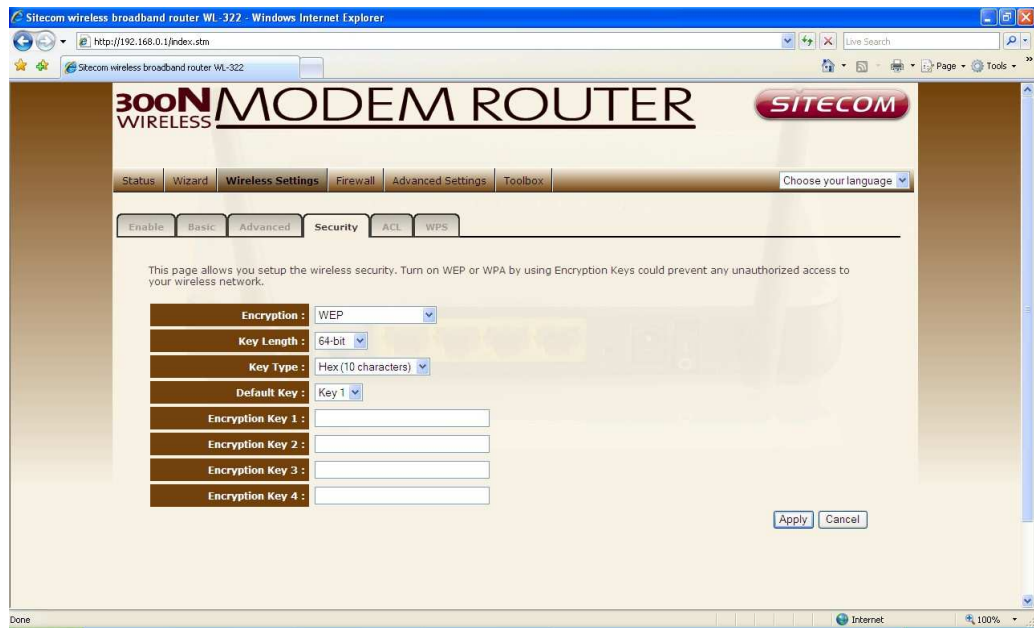 Sitecom wireless broadband router WL-322 - Windows Internet Explorer
http://192.168.0.1/index.stm
Live Search
Sitecom wireless broadband router WL-322
Page
Tools
300N WIRELESS MODEM ROUTER
SITECOM
Status Wizard Wireless Settings Firewall Advanced Settings Toolbox
Choose your language
Enable Basic Advanced Security ACL WPS
This page allows you setup the wireless security. Turn on WEP or WPA by using Encryption Keys could prevent any unauthorized access to
your wireless network.
Encryption : WEP
Key Length : 64-bit
Key Type : Hex (10 characters)
Default Key : Key 1
Encryption Key 1 :
Encryption Key 2 :
Encryption Key 3 :
Encryption Key 4 :
Apply Cancel
Done
Internet
100%